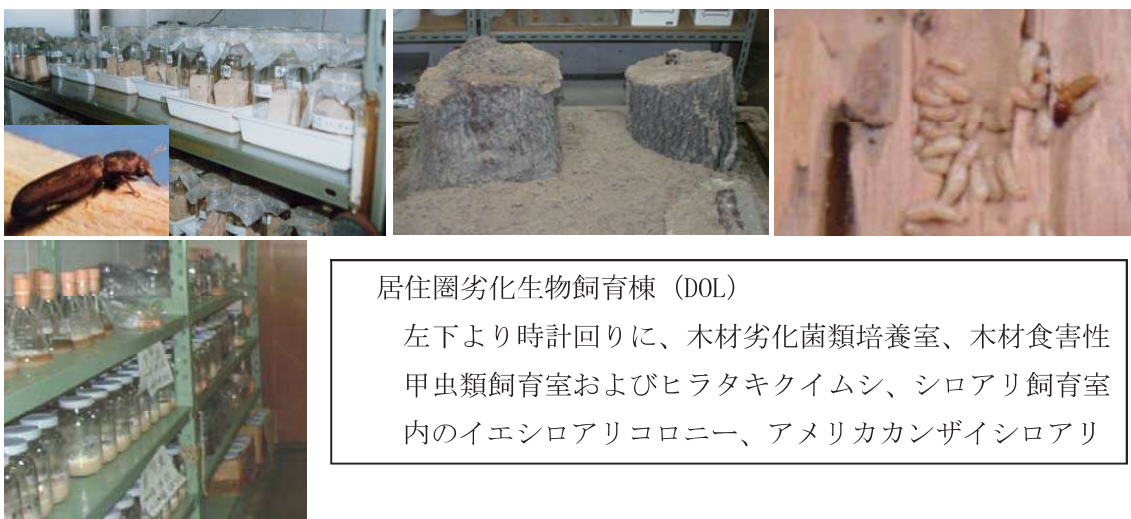 居住圏劣化生物飼育棟 (DOL)
左下より時計回りに、木材劣化菌類培養室、木材食害性
甲虫類飼育室およびヒラタキクイムシ、シロアリ飼育室
内のイエシロアリコロニー、アメリカカンザイシロアリ